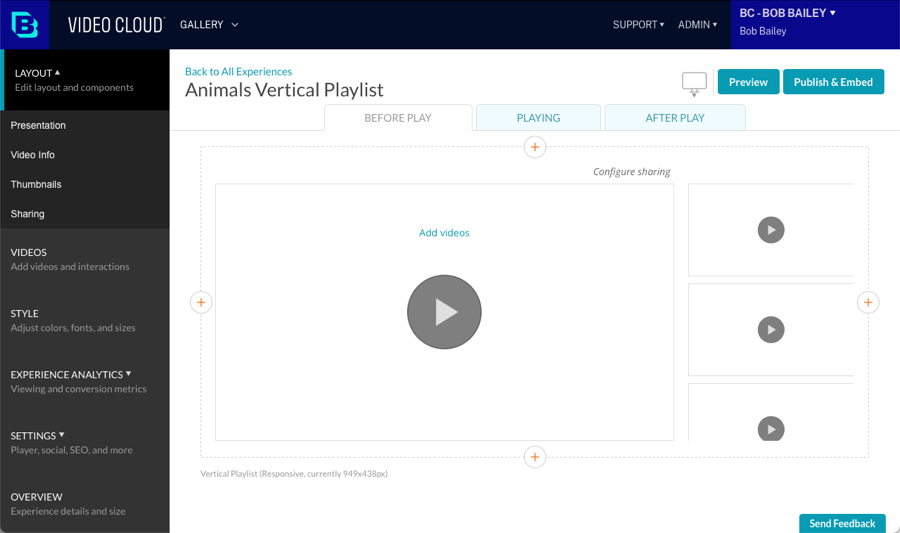 VIDEO CLOUD
GALLERY
SUPPORT
ADMIN
BC - BOB BAILEY
Bob Bailey
LAYOUT
Edit layout and components
Presentation
Video Info
Thumbnails
Sharing
VIDEOS
Add videos and interactions
STYLE
Adjust colors, fonts, and sizes
EXPERIENCE ANALYTICS
Viewing and conversion metrics
SETTINGS
Player, social, SEO, and more
OVERVIEW
Experience details and size
Back to All Experiences
Animals Vertical Playlist
Preview
Publish & Embed
BEFORE PLAY
PLAYING
AFTER PLAY
Configure sharing
Add videos
Vertical Playlist (Responsive, currently 949x438px)
Send Feedback